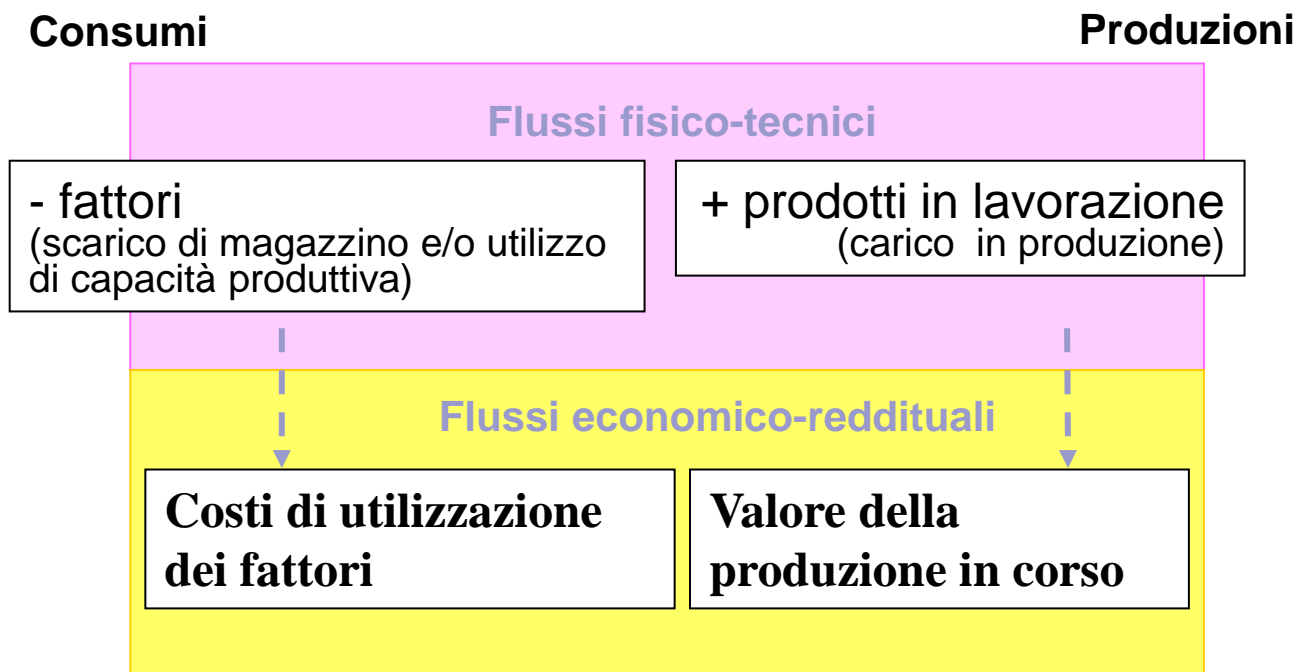 Consumi
Produzioni
Flussi fisico-tecnici
- fattori
(scarico di magazzino e/o utilizzo
di capacità produttiva)
+ prodotti in lavorazione
(carico in produzione)
Flussi economico-reddituali
Costi di utilizzazione
dei fattori
Valore della
produzione in corso